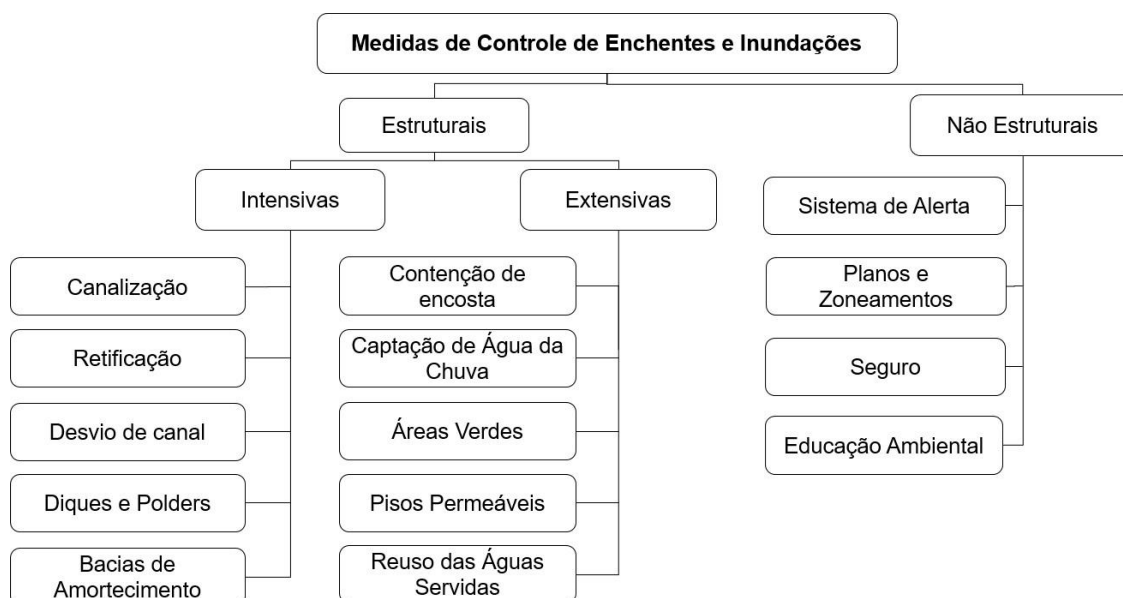 Medidas de Controle de Enchentes e Inundações
Estruturais
Não Estruturais
Intensivas
Extensivas
Canalização
Retificação
Desvio de canal
Diques e Polders
Bacias de
Amortecimento
Contenção de
encosta
Captação de Água da
Chuva
Áreas Verdes
Pisos Permeáveis
Reuso das Águas
Servidas
Sistema de Alerta
Planos e
Zoneamentos
Seguro
Educação Ambiental